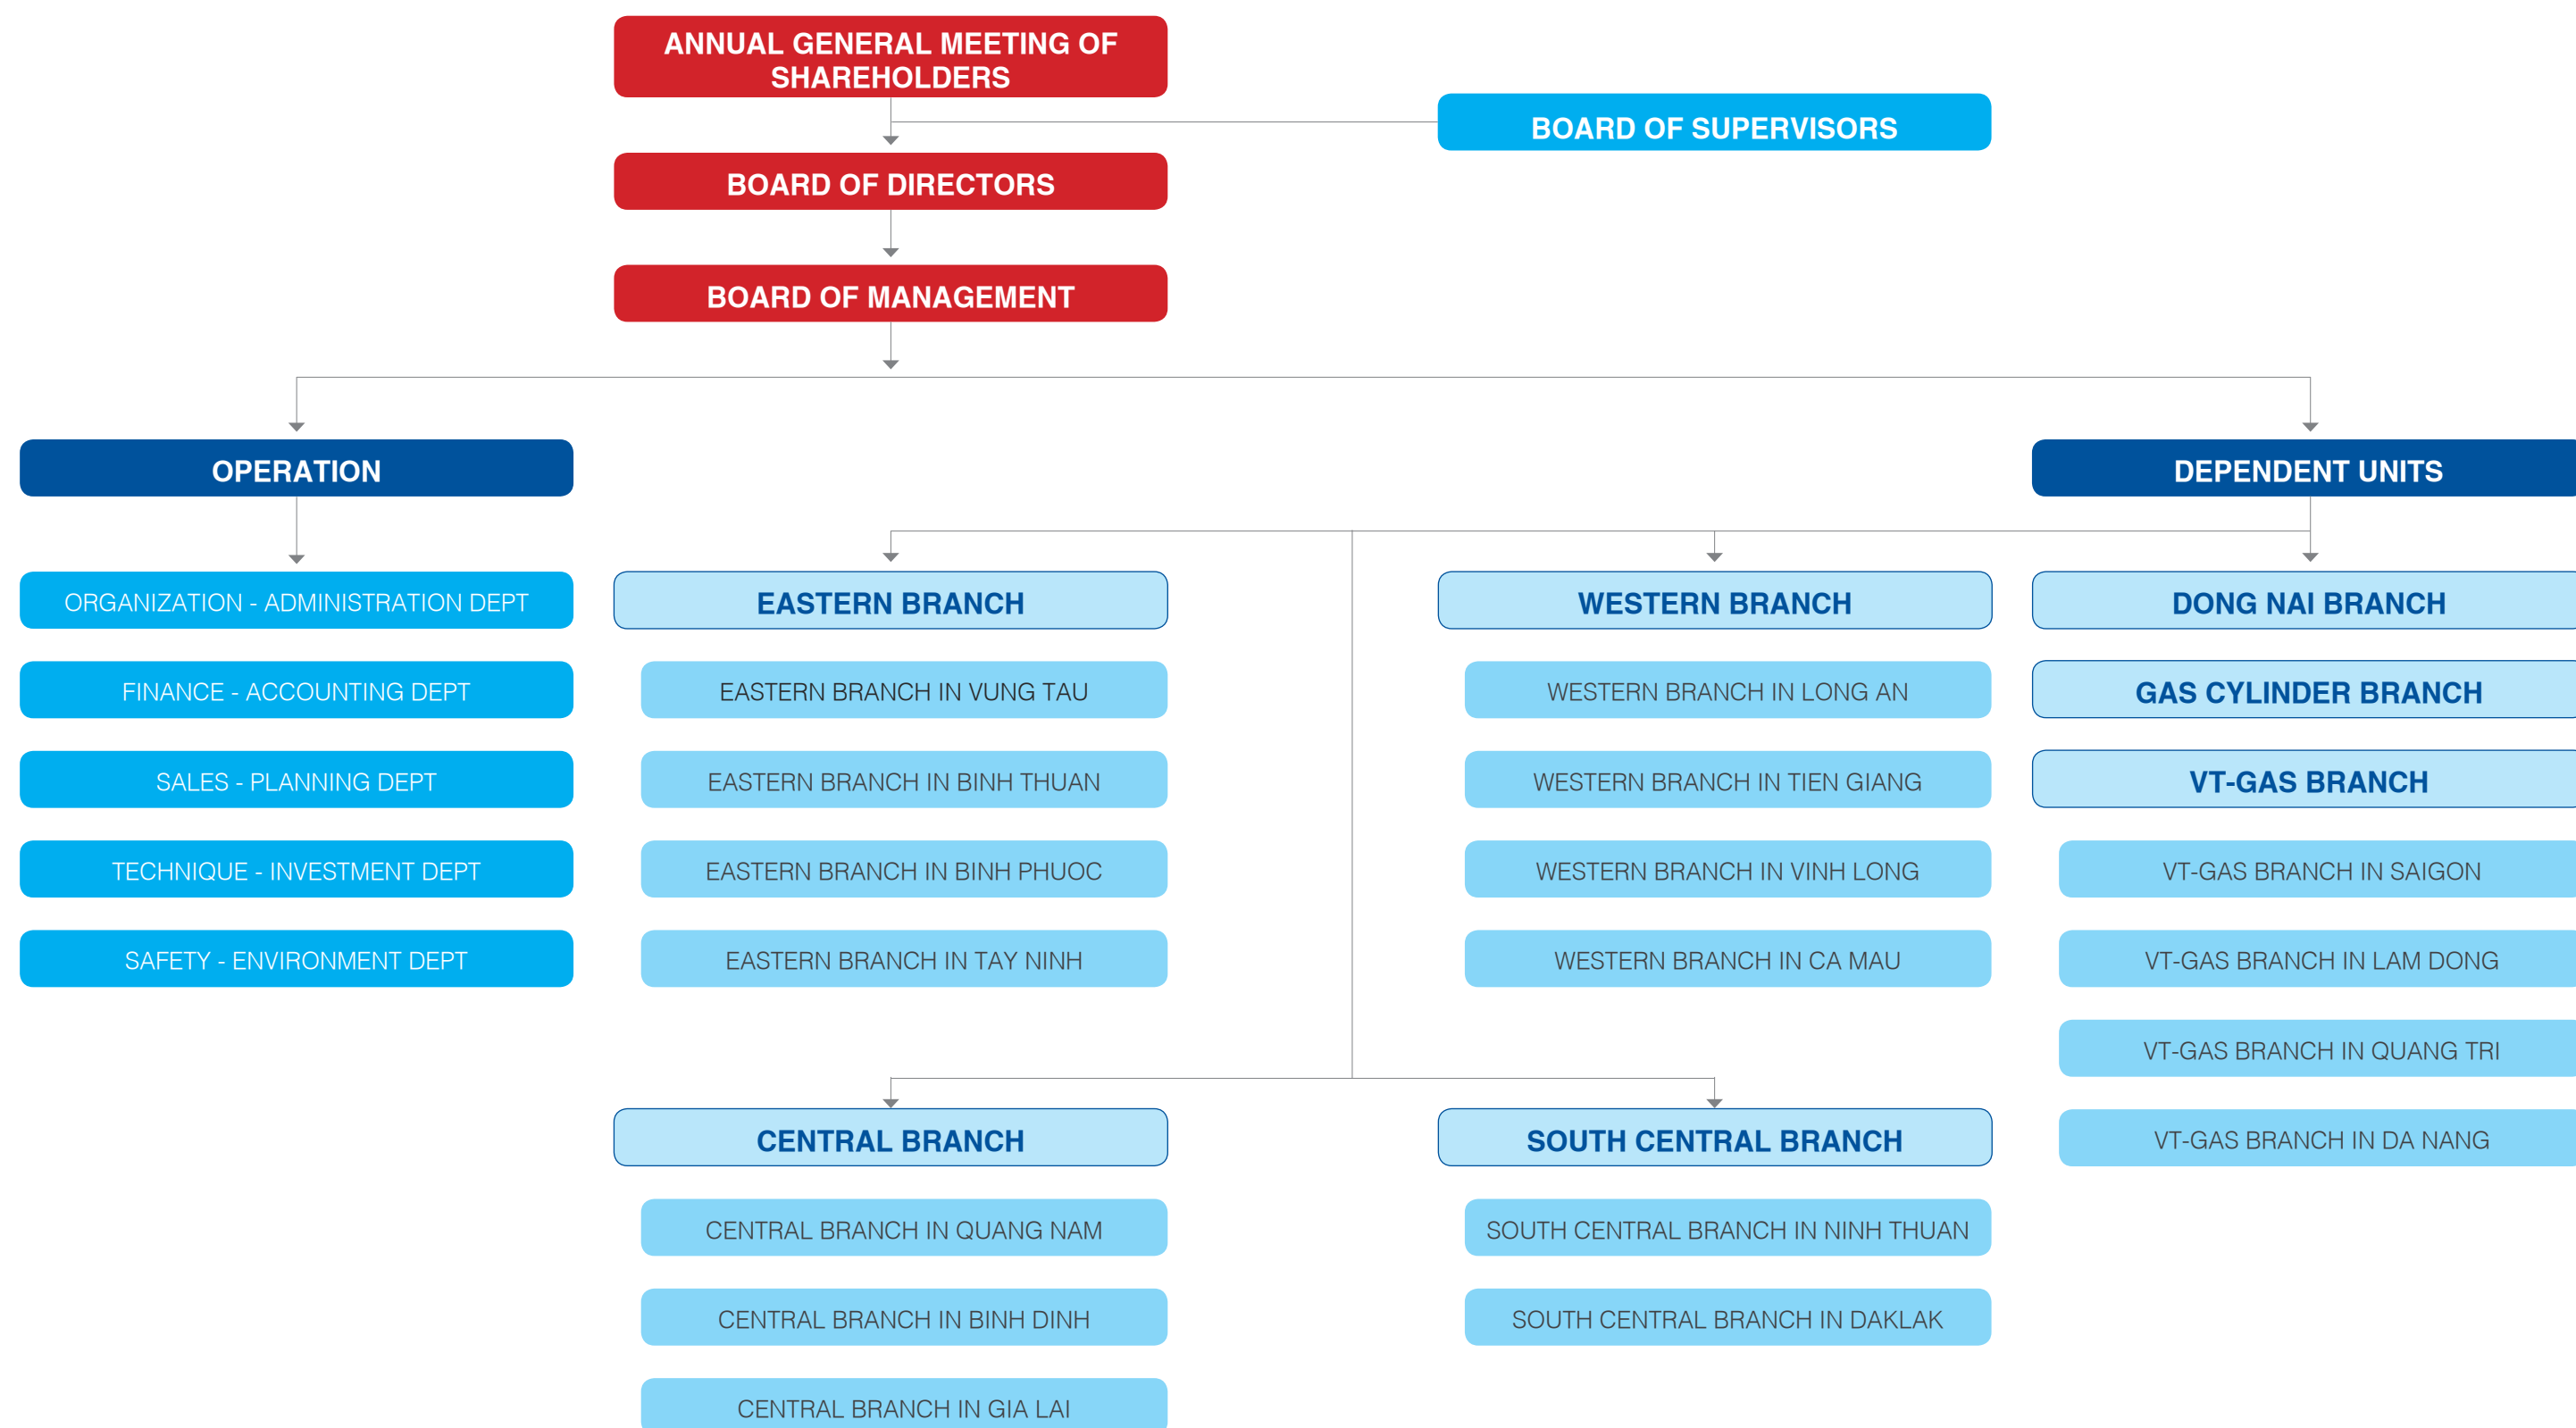 ANNUAL GENERAL MEETING OF
SHAREHOLDERS
BOARD OF SUPERVISORS
BOARD OF DIRECTORS
BOARD OF MANAGEMENT
OPERATION
DEPENDENT UNITS
ORGANIZATION - ADMINISTRATION DEPT
FINANCE - ACCOUNTING DEPT
SALES - PLANNING DEPT
TECHNIQUE - INVESTMENT DEPT
SAFETY - ENVIRONMENT DEPT
EASTERN BRANCH
EASTERN BRANCH IN VUNG TAU
EASTERN BRANCH IN BINH THUAN
EASTERN BRANCH IN BINH PHUOC
EASTERN BRANCH IN TAY NINH
WESTERN BRANCH
WESTERN BRANCH IN LONG AN
WESTERN BRANCH IN TIEN GIANG
WESTERN BRANCH IN VINH LONG
WESTERN BRANCH IN CA MAU
DONG NAI BRANCH
GAS CYLINDER BRANCH
VT-GAS BRANCH
VT-GAS BRANCH IN SAIGON
VT-GAS BRANCH IN LAM DONG
VT-GAS BRANCH IN QUANG TRI
VT-GAS BRANCH IN DA NANG
CENTRAL BRANCH
CENTRAL BRANCH IN QUANG NAM
CENTRAL BRANCH IN BINH DINH
CENTRAL BRANCH IN GIA LAI
SOUTH CENTRAL BRANCH
SOUTH CENTRAL BRANCH IN NINH THUAN
SOUTH CENTRAL BRANCH IN DAKLAK